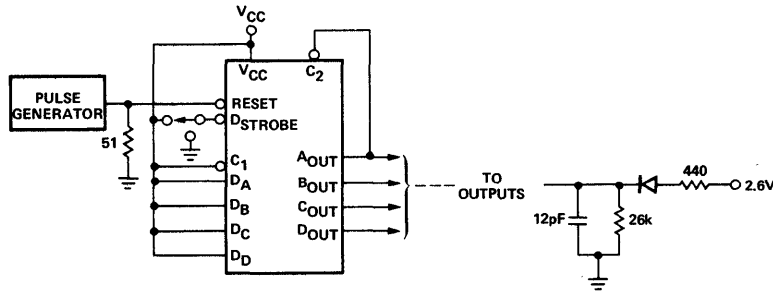 VCC
VCC
C2
PULSE GENERATOR
RESET
DSTROBE
51
C1
DA
DB
DC
DD
AOUT
BOUT
COUT
DOUT
TO OUTPUTS
440
2.6V
12pF
26k